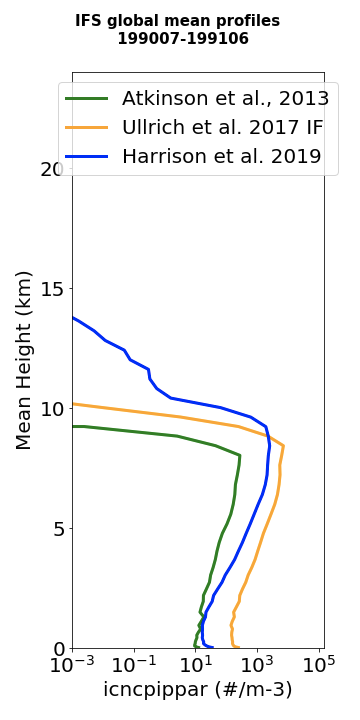 IFS global mean profiles
199007-199106
Atkinson et al., 2013
Ullrich et al. 2017 IF
Harrison et al. 2019
20
15
10
5
0
Mean Height (km)
10⁻³ 10⁻¹ 10¹ 10³ 10⁵
icncpippar (#/m-3)